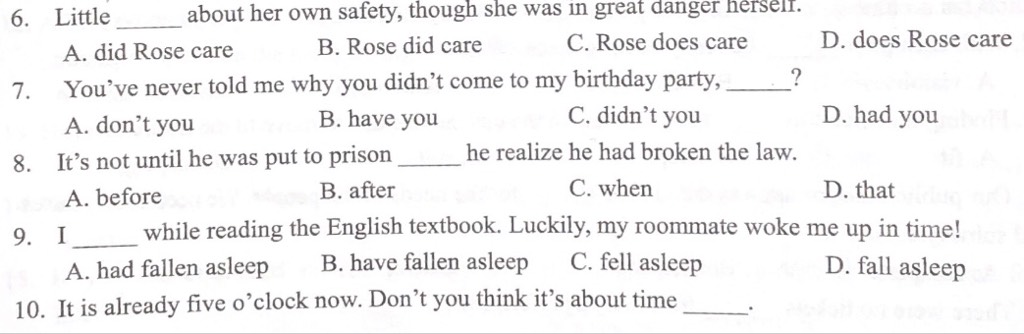 6. Little ______ about her own safety, though she was in great danger herself.
A. did Rose care B. Rose did care C. Rose does care D. does Rose care
7. You've never told me why you didn't come to my birthday party, ______?
A. don't you B. have you C. didn't you D. had you
8. It's not until he was put to prison ______ he realize he had broken the law.
A. before B. after C. when D. that
9. I ______ while reading the English textbook. Luckily, my roommate woke me up in time!
A. had fallen asleep B. have fallen asleep C. fell asleep D. fall asleep
10. It is already five o'clock now. Don't you think it's about time ______.